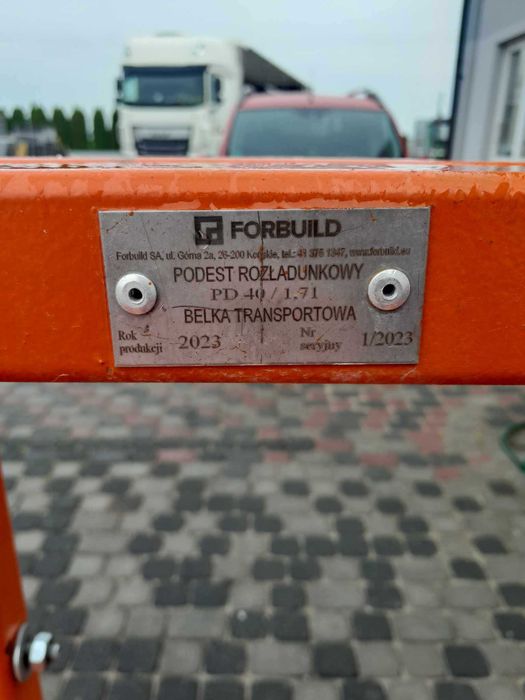 FORBUILD
Forbuild SA, ul. Górna 2a, 26-200 Końskie, tel.: 41 375 1347, www.forbuild.eu
PODEST ROZŁADUNKOWY
PD 40 / 1.71
BELKA TRANSPORTOWA
Rok produkcji 2023 Nr seryjny 1/2023